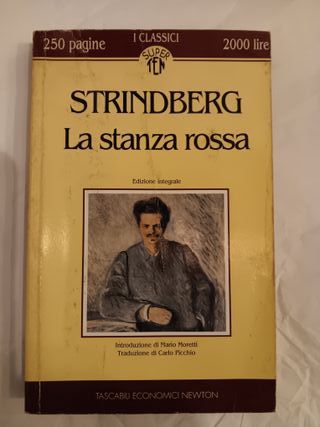 250 pagine
I CLASSICI
2000 lire
SUPER
TEN
STRINDBERG
La stanza rossa
Edizione integrale
Introduzione di Mario Moretti
Traduzione di Carlo Picchio
TASCABILI ECONOMICI NEWTON